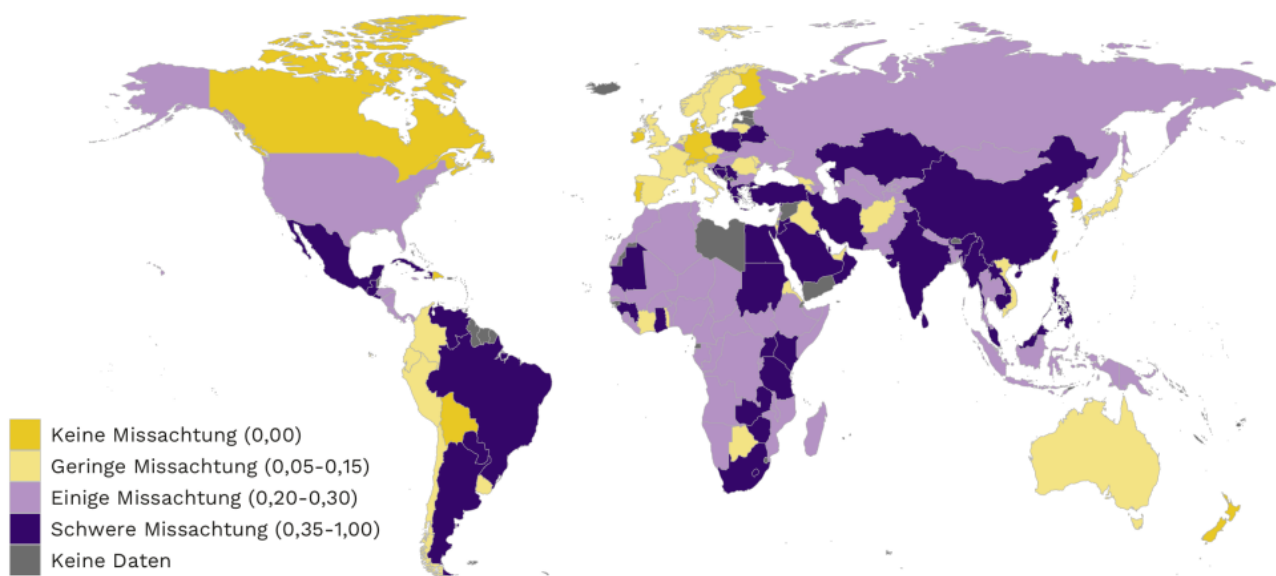 Keine Missachtung (0,00)
Geringe Missachtung (0,05-0,15)
Einige Missachtung (0,20-0,30)
Schwere Missachtung (0,35-1,00)
Keine Daten